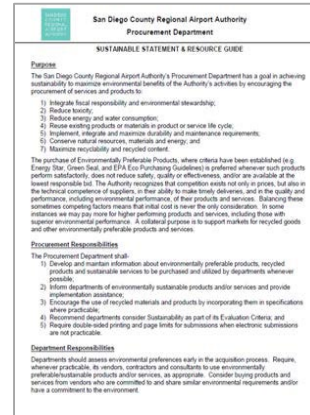 SAN DIEGO
COUNTY
REGIONAL
AIRPORT
AUTHORITY
San Diego County Regional Airport Authority
Procurement Department
SUSTAINABLE STATEMENT & RESOURCE GUIDE
Purpose
The San Diego County Regional Airport Authority's Procurement Department has a goal in achieving
sustainability to maximize environmental benefits of the Authority's activities by encouraging the
procurement of services and products to:
1) Integrate fiscal responsibility and environmental stewardship;
2) Reduce toxicity;
3) Reduce energy and water consumption;
4) Reuse existing product or materials in product or service life cycle;
5) Implement, integrate and maximize durability and maintenance requirements;
6) Conserve natural resources, materials and energy; and
7) Maximize recyclability and recycled content.
The purchase of Environmentally Preferable Products, where criteria have been established (e.g.
Energy Star, Green Seal, and EPA Eco Purchasing Guidelines) is preferred whenever such products
perform satisfactorily, does not reduce safety, quality or effectiveness, and/or are available at the
lowest responsible bid. The Authority recognizes that competition exists not only in prices, but also in
the technical competence of suppliers, in their ability to make timely deliveries, and in the quality and
performance, including environmental performance, of their products and services. Balancing these
sometimes competing factors means that initial cost is never the only consideration. In some
instances we may pay more for higher performing products and services, including those with
superior environmental performance. A collateral purpose is to support markets for recycled goods
and other environmentally preferable products and services.
Procurement Responsibilities
The Procurement Department shall-
1) Develop and maintain information about environmentally preferable products, recycled
products and sustainable services to be purchased and utilized by departments whenever
possible;
2) Inform departments of environmentally sustainable products and/or services and provide
implementation assistance;
3) Encourage the use of recycled materials and products by incorporating them in specifications
where practicable;
4) Recommend departments consider Sustainability as part of its Evaluation Criteria; and
5) Require double-sided printing and page limits for submissions when electronic submissions
are not practicable.
Department Responsibilities
Departments should assess environmental preferences early in the acquisition process. Require,
whenever practicable, its vendors, contractors and consultants to use environmentally
preferable/sustainable products and/or services, as appropriate. Consider buying products and
services from vendors who are committed to and share similar environmental requirements and/or
have a commitment to the environment.